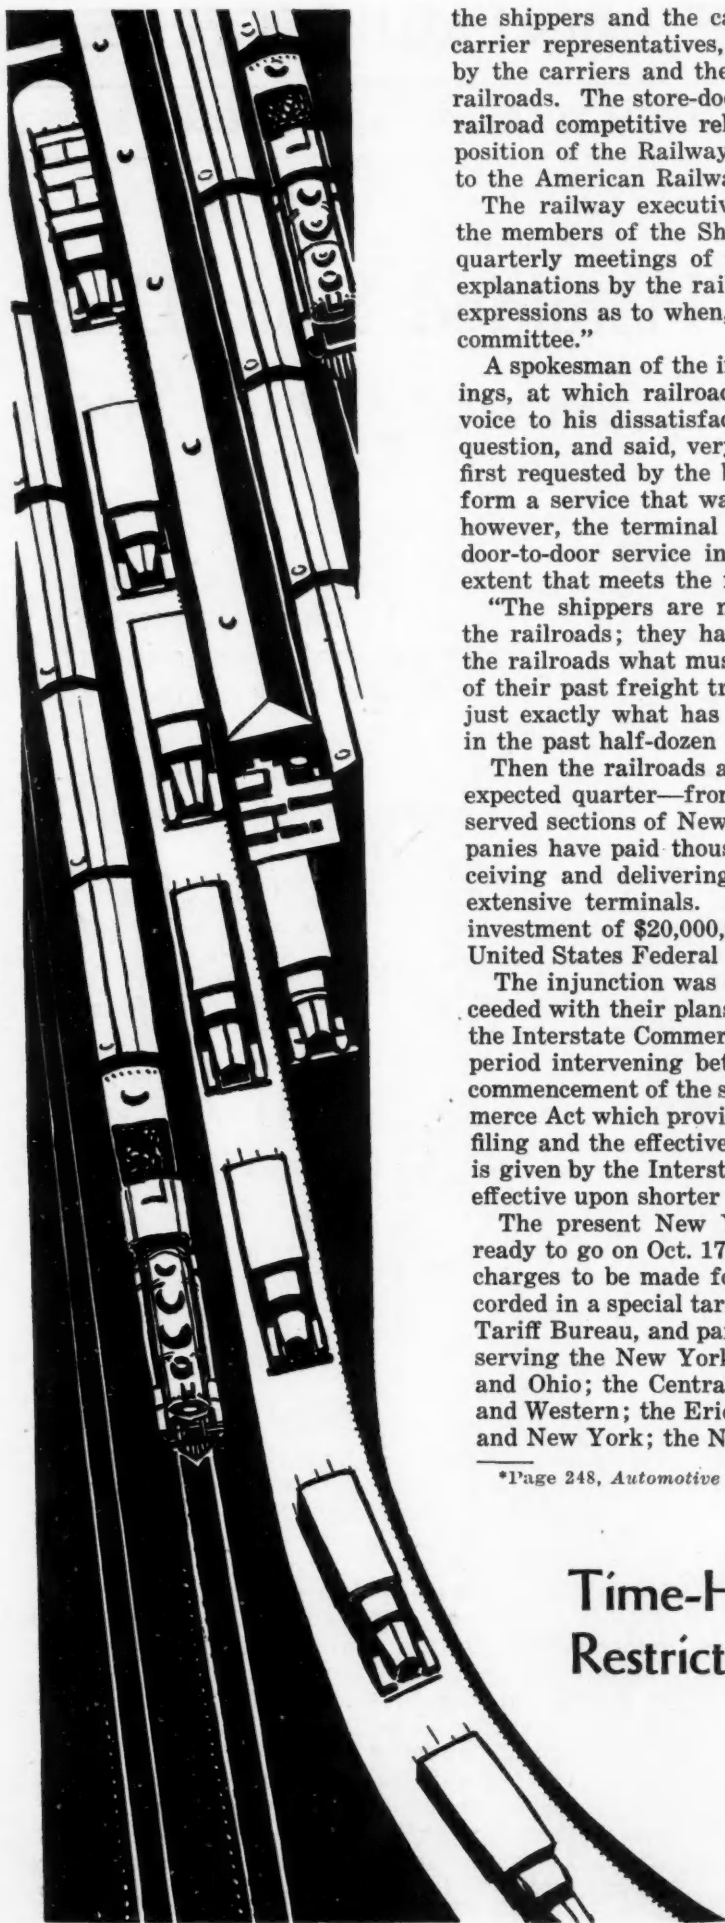 the shippers and the ca
carrier representatives,
by the carriers and the
railroads. The store-doo
railroad competitive rel
position of the Railway
to the American Railwa
The railway executiv
the members of the Sh
quarterly meetings of
explanations by the rai
expressions as to when,
committee.”
A spokesman of the i
ings, at which railroad
voice to his dissatisfac
question, and said, very
first requested by the
form a service that wa
however, the terminal
door-to-door service in
extent that meets the
“The shippers are n
the railroads; they ha
the railroads what mus
of their past freight tr
just exactly what has
in the past half-dozen
Then the railroads a
expected quarter—from
served sections of New
panies have paid thous
ceiving and delivering
extensive terminals.
investment of $20,000,
United States Federal
The injunction was
ceeded with their plans
the Interstate Commer
period intervening bet
commencement of the s
merce Act which provi
filing and the effective
is given by the Interst
effective upon shorter
The present New Y
ready to go on Oct. 17
charges to be made fo
corded in a special tar
Tariff Bureau, and par
serving the New York
and Ohio; the Centra
and Western; the Erie
and New York; the N
*Page 248, Automotive
Time-H
Restrict